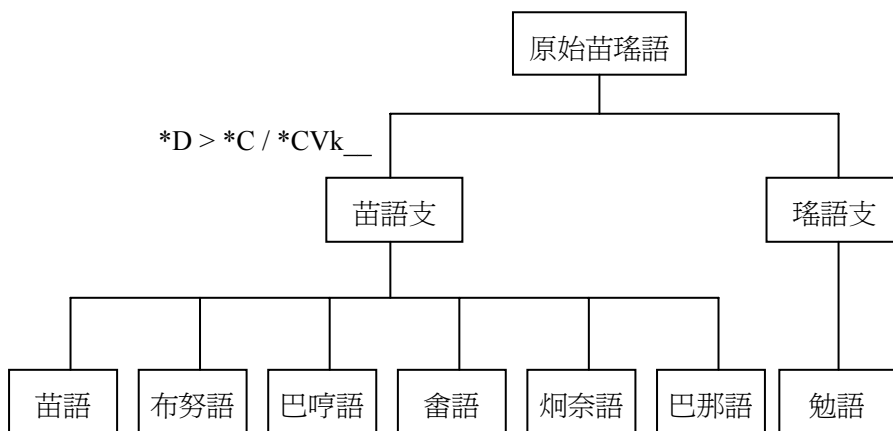 原始苗瑤語
*D > *C / *CVk__
苗語支
瑤語支
苗語
布努語
巴哼語
畲語
炯奈語
巴那語
勉語